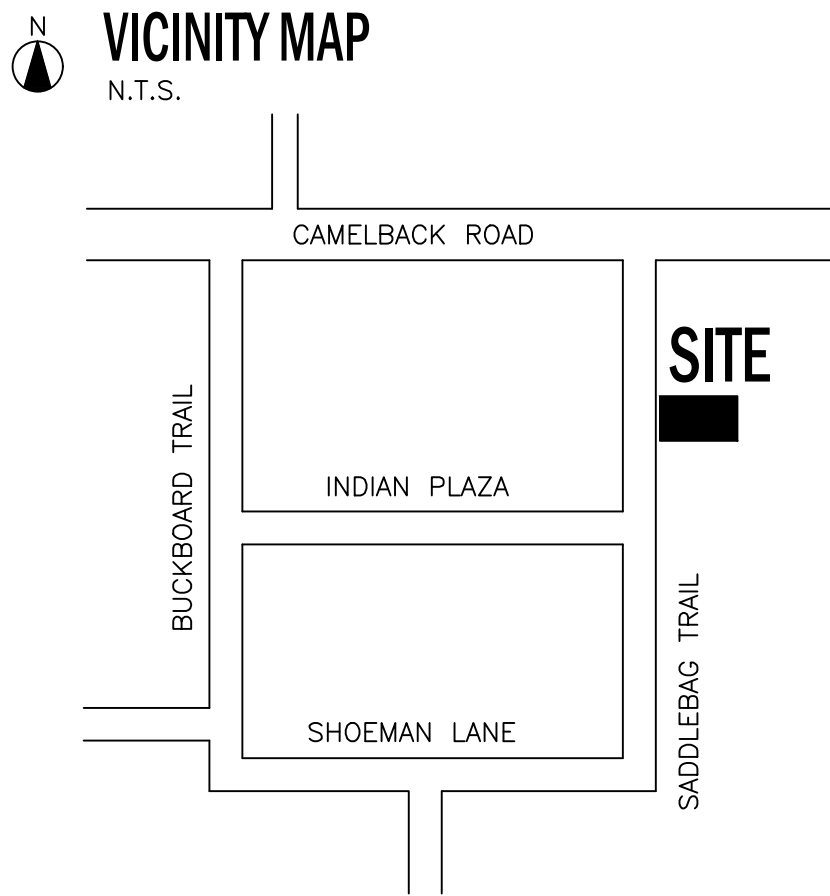 N
VICINITY MAP
N.T.S.
CAMELBACK ROAD
SITE
BUCKBOARD TRAIL
INDIAN PLAZA
SADDLEBAG TRAIL
SHOEMAN LANE